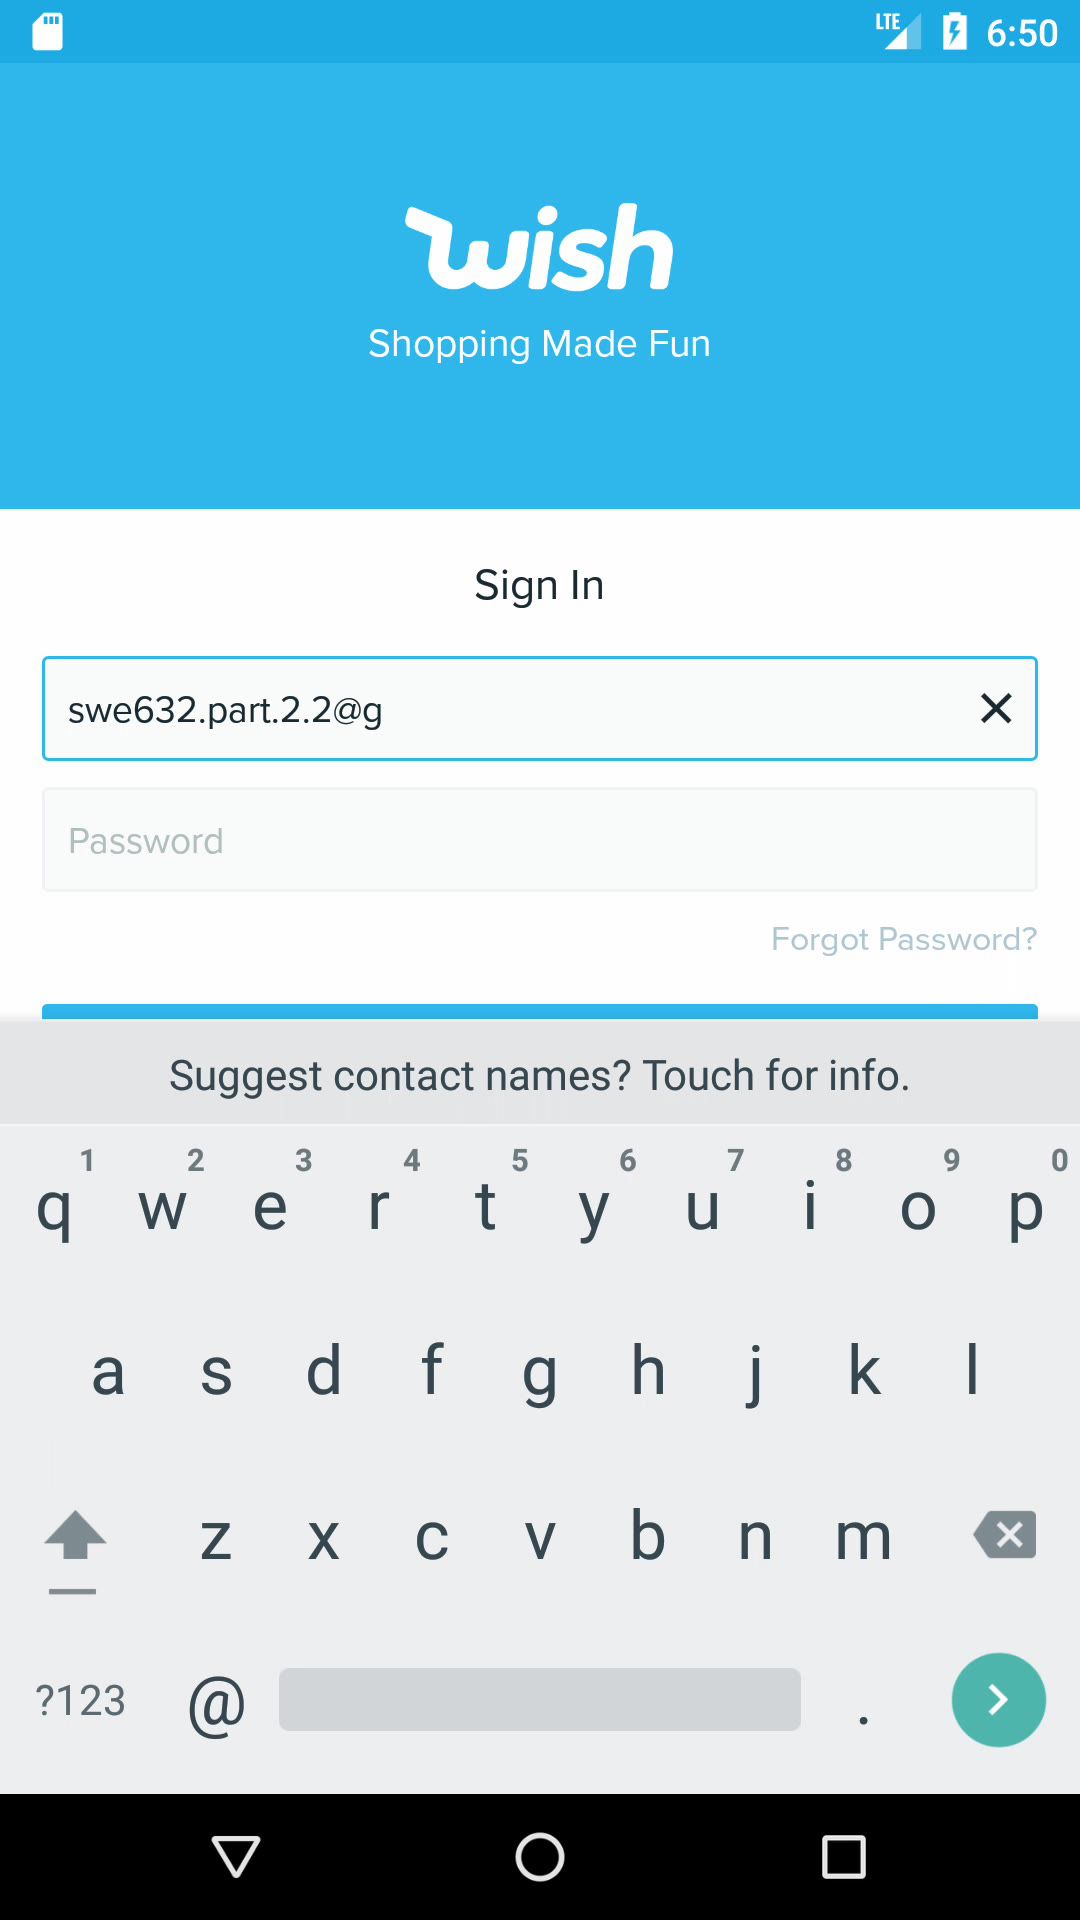 LTE 6:50
wish
Shopping Made Fun
Sign In
swe632.part.2.2@g
Password
Forgot Password?
Suggest contact names? Touch for info.
1 2 3 4 5 6 7 8 9 0
q w e r t y u i o p
a s d f g h j k l
z x c v b n m
?123 @ .